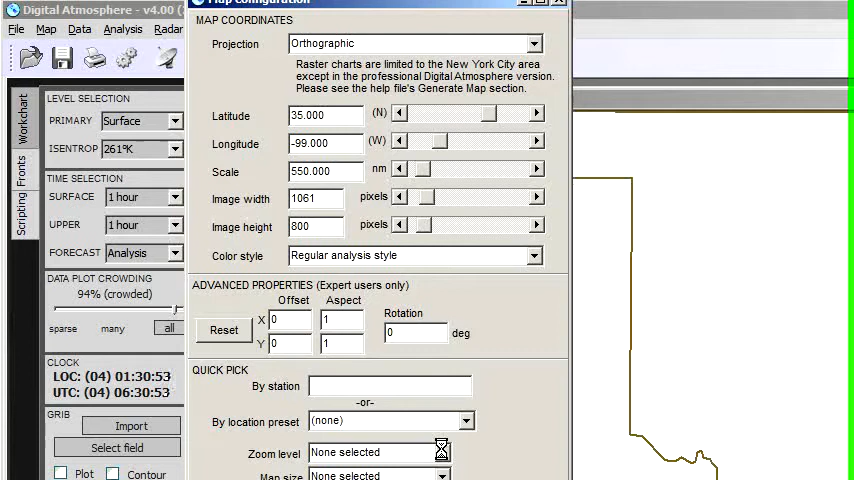 Digital Atmosphere - v4.00 (
File Map Data Analysis Radar
Map Configuration
MAP COORDINATES
Projection Orthographic
Raster charts are limited to the New York City area
except in the professional Digital Atmosphere version.
Please see the help file's Generate Map section.
Latitude 35.000 (N)
Longitude -99.000 (W)
Scale 550.000 nm
Image width 1061 pixels
Image height 800 pixels
Color style Regular analysis style
ADVANCED PROPERTIES (Expert users only)
Offset Aspect
X 0 1
Y 0 1
Reset
Rotation
0 deg
QUICK PICK
By station
-or-
By location preset (none)
Zoom level None selected
Map size None selected
Workchart
Fronts
Scripting
LEVEL SELECTION
PRIMARY Surface
ISENTROP 261°K
TIME SELECTION
SURFACE 1 hour
UPPER 1 hour
FORECAST Analysis
DATA PLOT CROWDING
94% (crowded)
sparse many all
CLOCK
LOC: (04) 01:30:53
UTC: (04) 06:30:53
GRIB
Import
Select field
Plot Contour